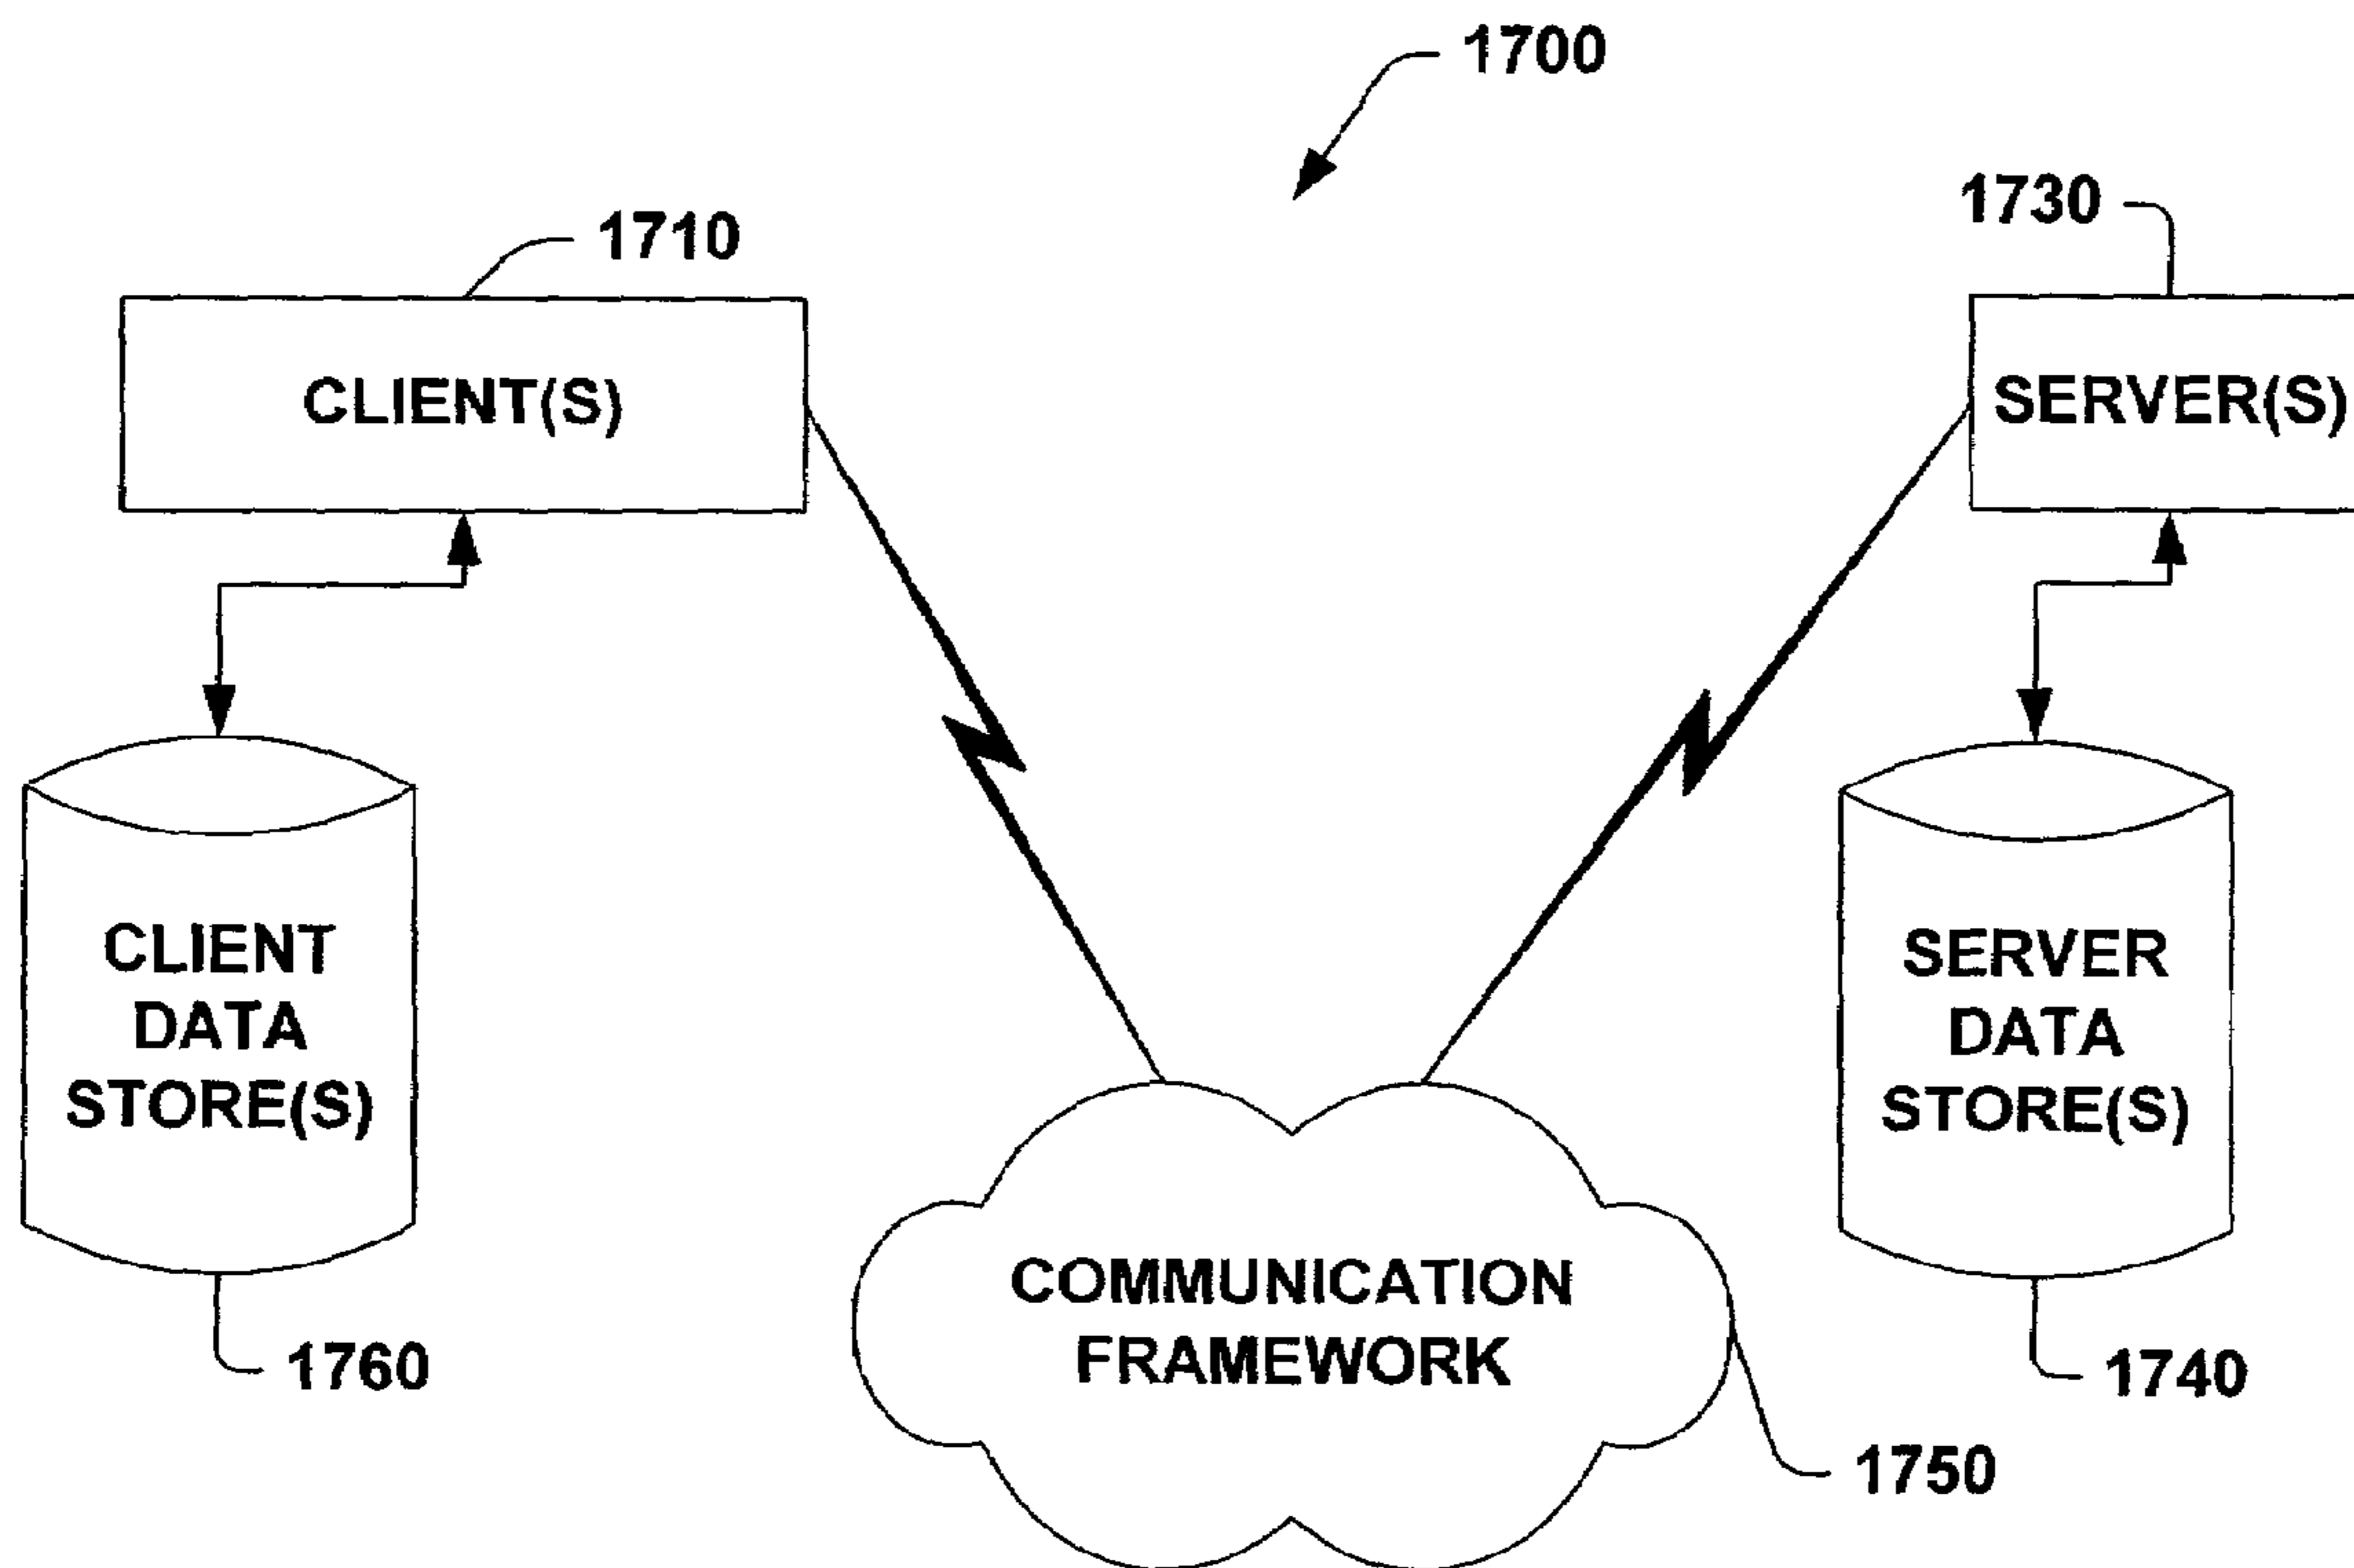 1700
1710
1730
CLIENT(S)
SERVER(S)
CLIENT
DATA
STORE(S)
SERVER
DATA
STORE(S)
COMMUNICATION
FRAMEWORK
1760
1740
1750